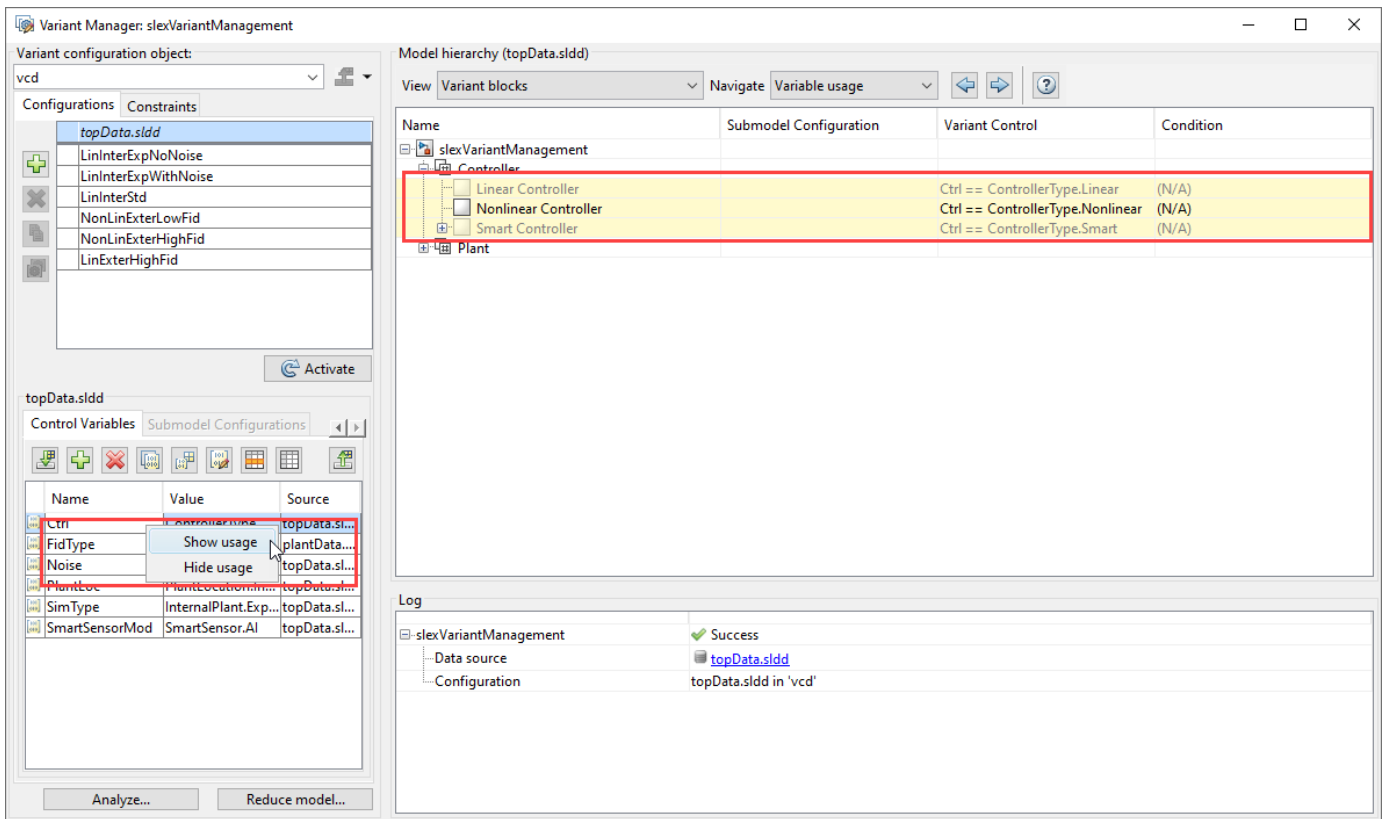 Variant Manager: slexVariantManagement
Variant configuration object:
vcd
Configurations Constraints
topData.sldd
LinInterExpNoNoise
LinInterExpWithNoise
LinInterStd
NonLinExterLowFid
NonLinExterHighFid
LinExterHighFid
Activate
topData.sldd
Control Variables Submodel Configurations
Name Value Source
Ctrl ControllerType topData.sl...
FidType plantData....
Noise topData.sl...
PlantLoc PlantLocation.In... topData.sl...
SimType InternalPlant.Exp... topData.sl...
SmartSensorMod SmartSensor.AI topData.sl...
Show usage
Hide usage
Analyze... Reduce model...
Model hierarchy (topData.sldd)
View Variant blocks Navigate Variable usage
Name Submodel Configuration Variant Control Condition
slexVariantManagement
Controller
Linear Controller Ctrl == ControllerType.Linear (N/A)
Nonlinear Controller Ctrl == ControllerType.Nonlinear (N/A)
Smart Controller Ctrl == ControllerType.Smart (N/A)
Plant
Log
slexVariantManagement Success
Data source topData.sldd
Configuration topData.sldd in 'vcd'